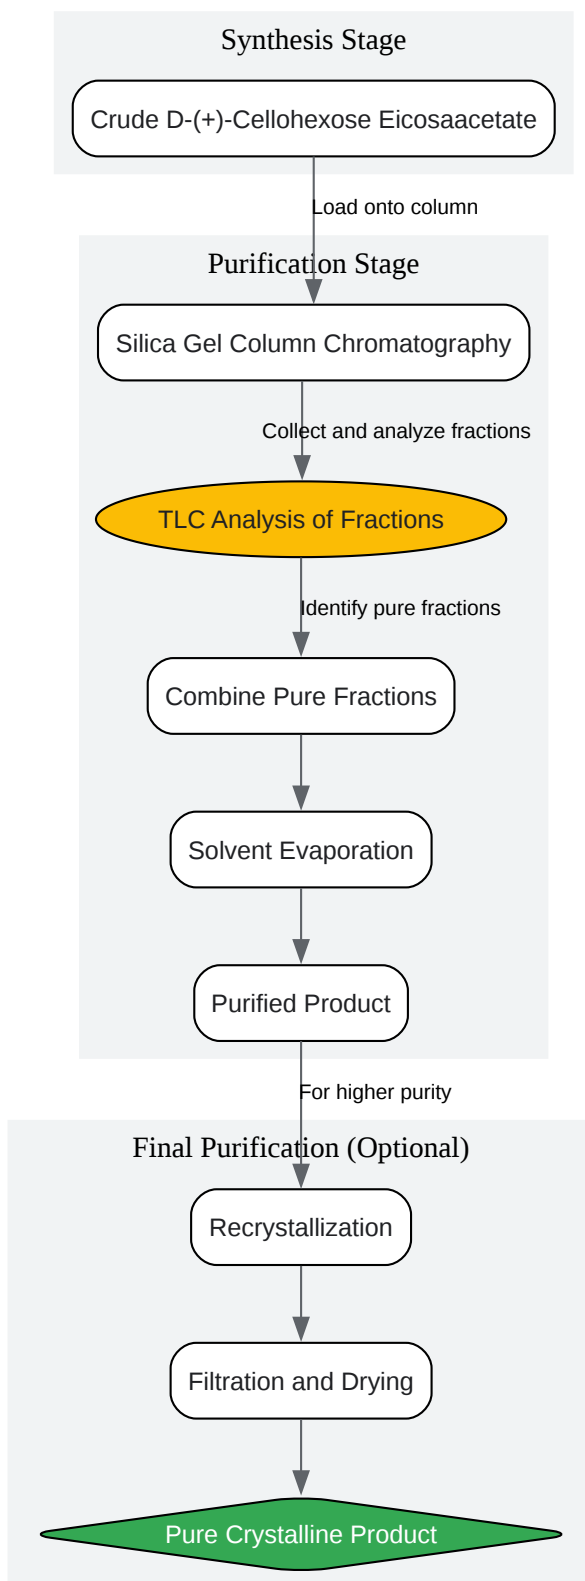 Synthesis Stage
Crude D-(+)-Cellohexose Eicosaacetate
Load onto column
Purification Stage
Silica Gel Column Chromatography
Collect and analyze fractions
TLC Analysis of Fractions
Identify pure fractions
Combine Pure Fractions
Solvent Evaporation
Purified Product
For higher purity
Final Purification (Optional)
Recrystallization
Filtration and Drying
Pure Crystalline Product